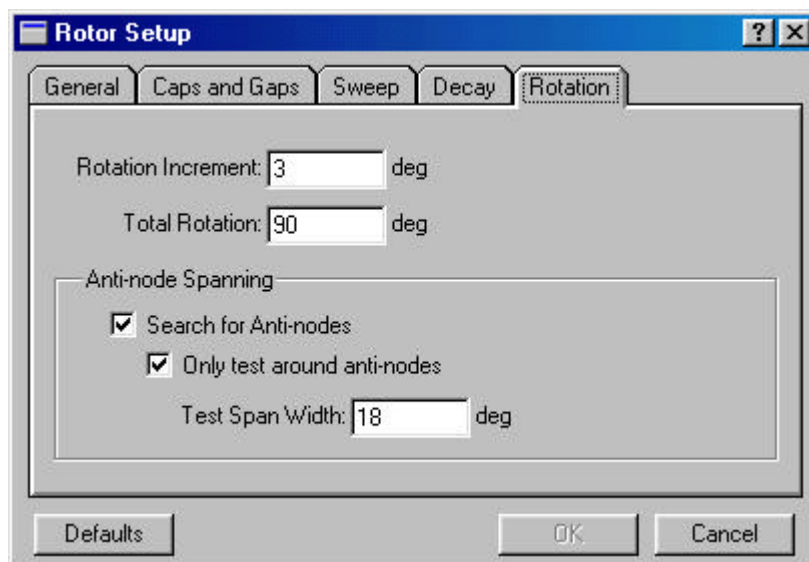 Rotor Setup
General Caps and Gaps Sweep Decay Rotation
Rotation Increment: 3 deg
Total Rotation: 90 deg
Anti-node Spanning
Search for Anti-nodes
Only test around anti-nodes
Test Span Width: 18 deg
Defaults OK Cancel